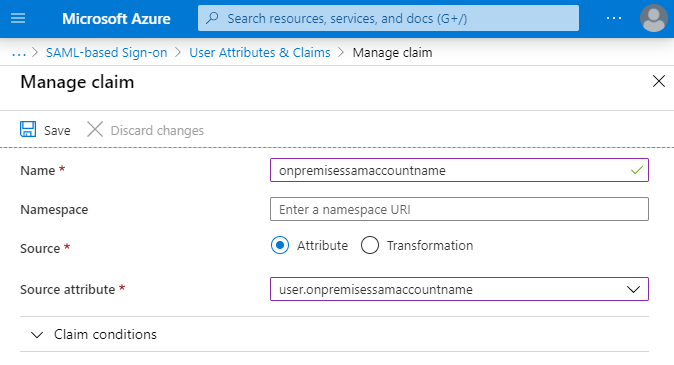 Microsoft Azure
Search resources, services, and docs (G+/)
...
... > SAML-based Sign-on > User Attributes & Claims > Manage claim
Manage claim
Save Discard changes
Name *
onpremisessamaccountname
Namespace
Enter a namespace URI
Source *
Attribute Transformation
Source attribute *
user.onpremisessamaccountname
Claim conditions